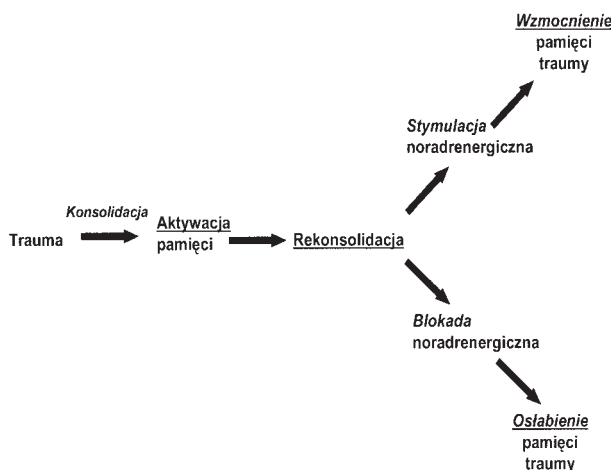 Wzmocnienie
pamięci
traumy
Stymulacja
noradrenergiczna
Konsolidacja
Trauma
Aktywacja
pamięci
Rekonsolidacja
Blokada
noradrenergiczna
Osłabienie
pamięci
traumy